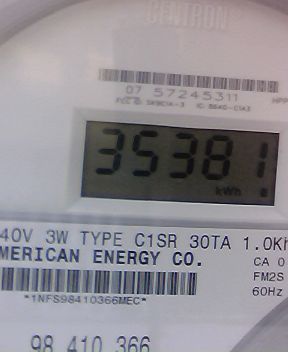 CENTRON
07 57245311
35381
kWh
40V 3W TYPE C1SR 30TA 1.0Kh
MERICAN ENERGY CO.
CA 0
FM2S
60Hz
*1NFS98410366MEC*
98 410 366